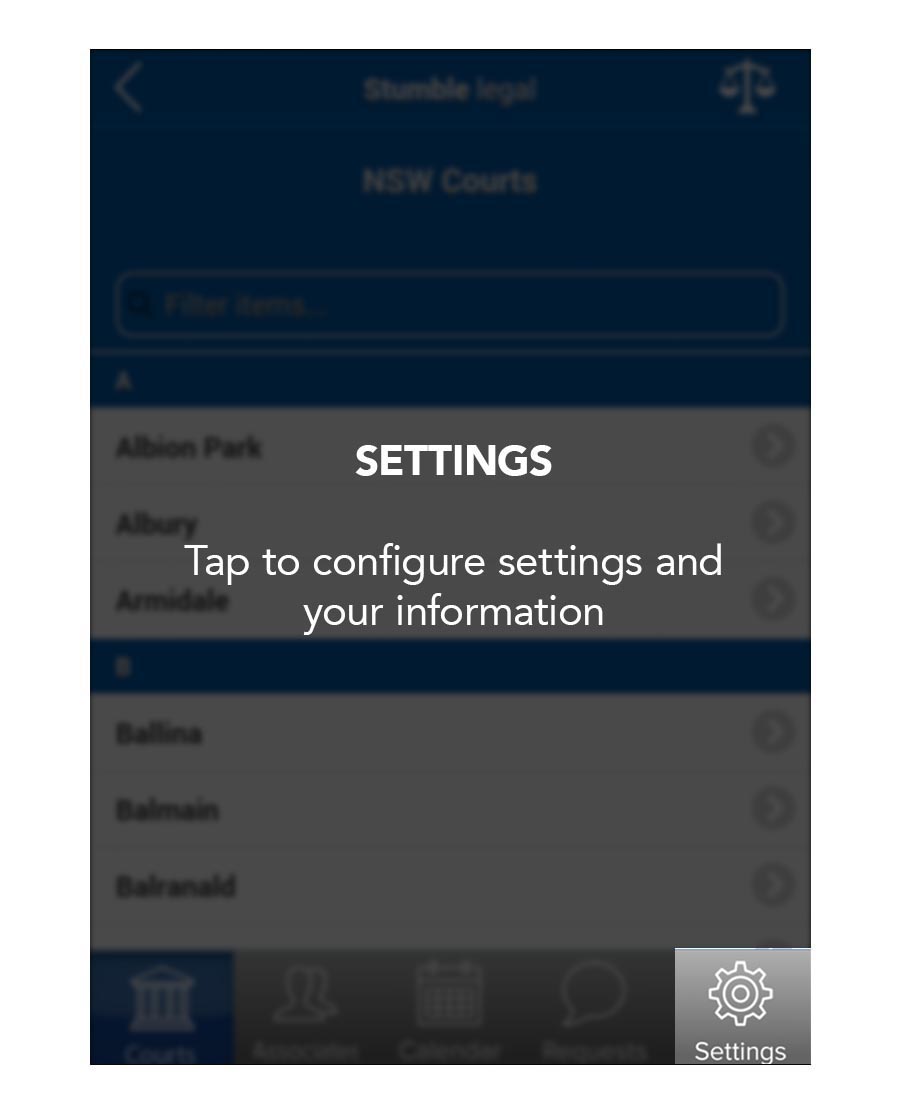 Stumble legal
NSW Courts
Filter items...
A
Albion Park
SETTINGS
Albury
Tap to configure settings and
Armidale
your information
B
Ballina
Balmain
Balranald
Courts
Associates
Calendar
Requests
Settings